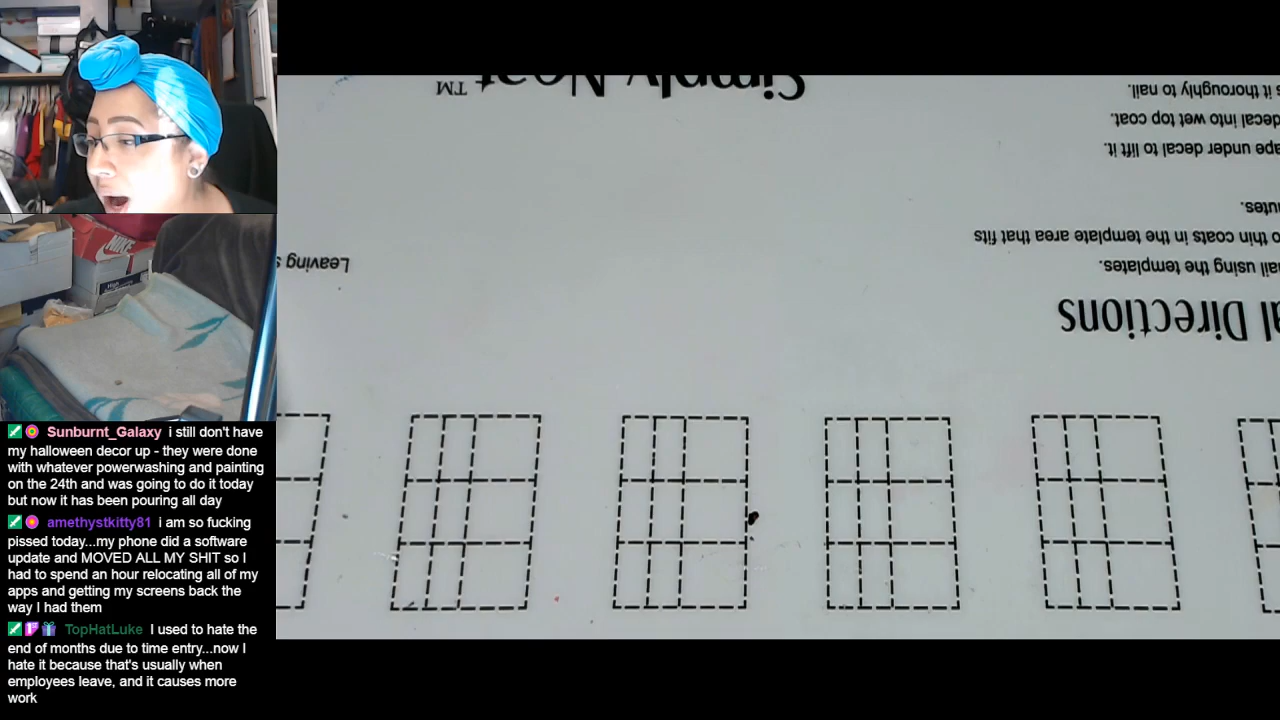 Simply Neat™
s it thoroughly to nail.
decal into wet top coat.
ape under decal to lift it.
utes.
o thin coats in the template area that fits
ail using the templates.
Leaving s
al Directions
NIKE
High
Sunburnt_Galaxy i still don't have
my halloween decor up - they were done
with whatever powerwashing and painting
on the 24th and was going to do it today
but now it has been pouring all day
amethystkitty81 i am so fucking
pissed today...my phone did a software
update and MOVED ALL MY SHIT so I
had to spend an hour relocating all of my
apps and getting my screens back the
way I had them
TopHatLuke I used to hate the
end of months due to time entry...now I
hate it because that's usually when
employees leave, and it causes more
work